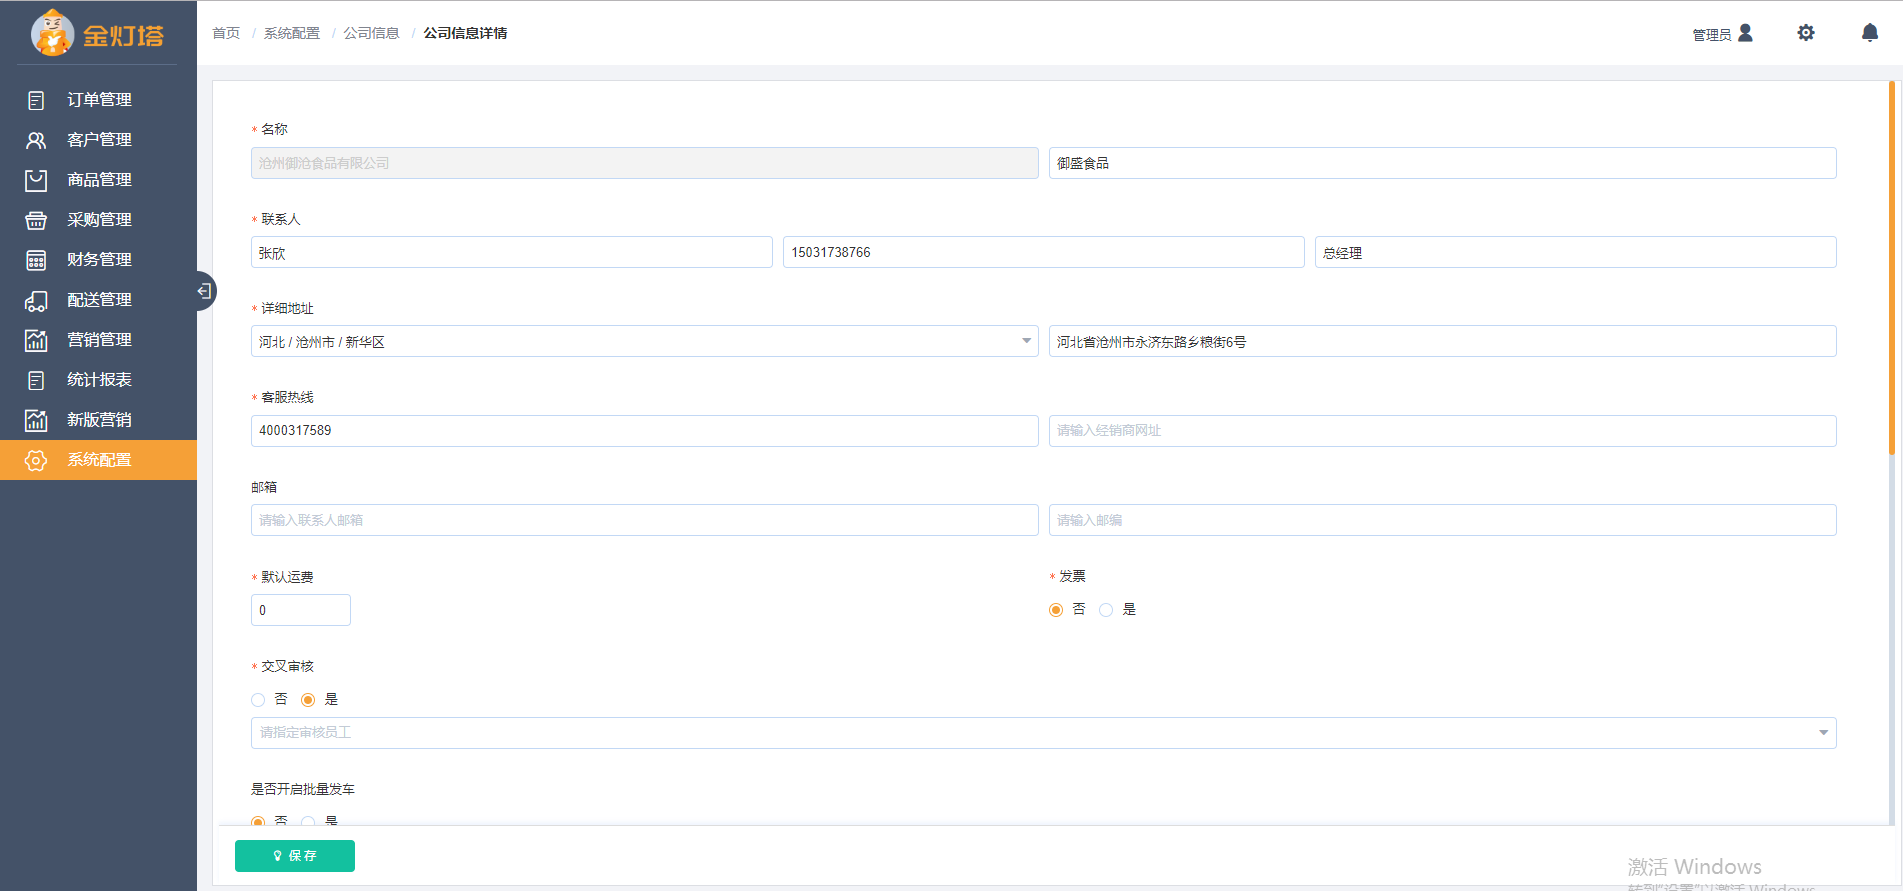 金灯塔
首页 / 系统配置 / 公司信息 / 公司信息详情
管理员
订单管理
客户管理
商品管理
采购管理
财务管理
配送管理
营销管理
统计报表
新版营销
系统配置
* 名称
沧州御沧食品有限公司
御盛食品
* 联系人
张欣
15031738766
总经理
* 详细地址
河北 / 沧州市 / 新华区
河北省沧州市永济东路乡粮街6号
* 客服热线
4000317589
请输入经销商网址
邮箱
请输入联系人邮箱
请输入邮编
* 默认运费
* 发票
0
否 是
* 交叉审核
否 是
请指定审核员工
是否开启批量发车
否 是
保存
激活 Windows
转到"设置"以激活 Windows